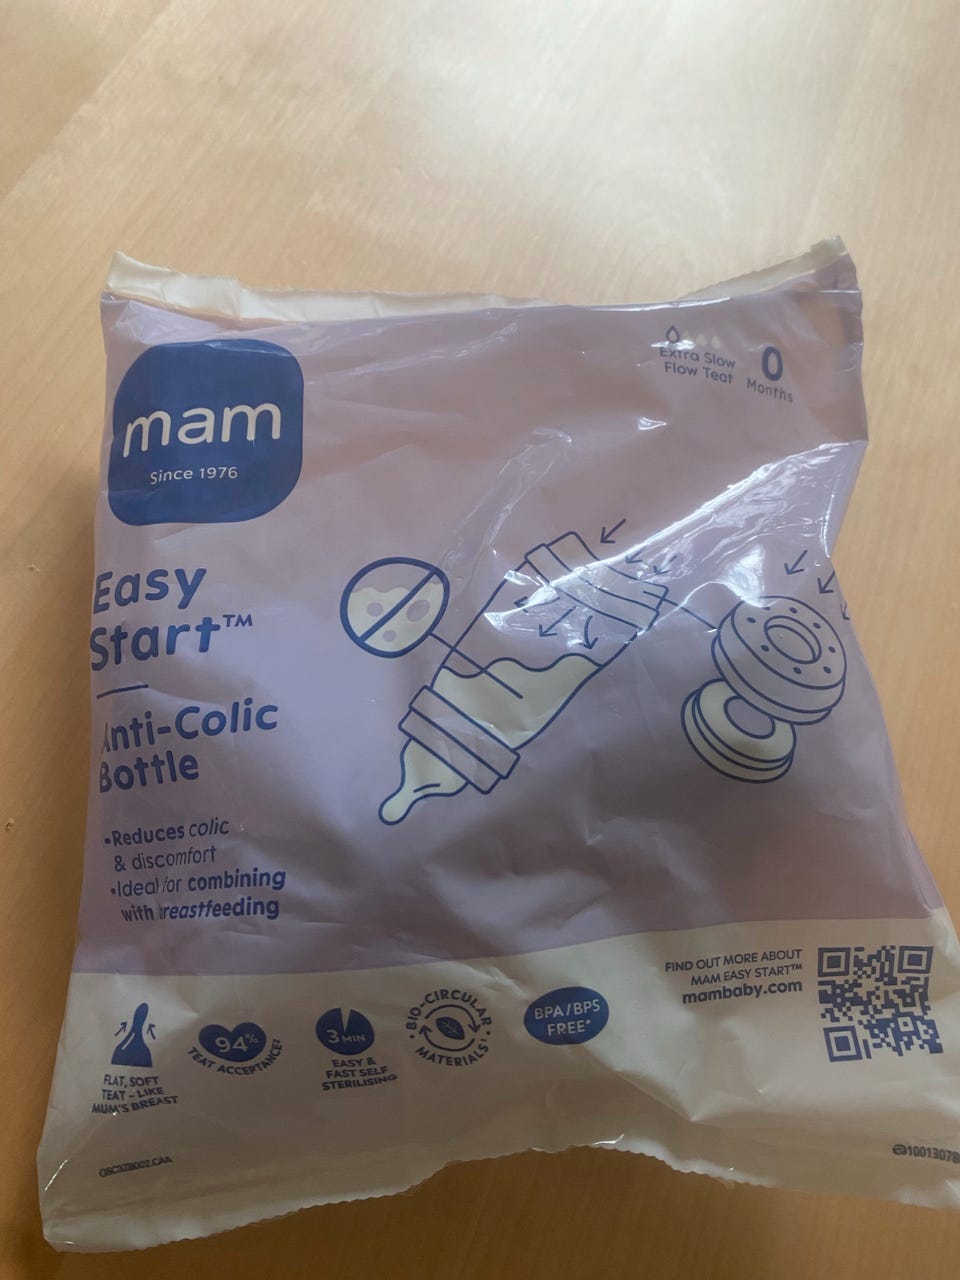 mam
Since 1976
Extra Slow
Flow Teat
0
Months
Easy
Start™
Anti-Colic
Bottle
•Reduces colic
& discomfort
•Ideal for combining
with breastfeeding
FIND OUT MORE ABOUT
MAM EASY START™
mambaby.com
FLAT, SOFT
TEAT - LIKE
MUM'S BREAST
94%
TEAT ACCEPTANCE²
3 MIN
EASY &
FAST SELF
STERILISING
BIO-CIRCULAR
MATERIALS¹
BPA/BPS
FREE*